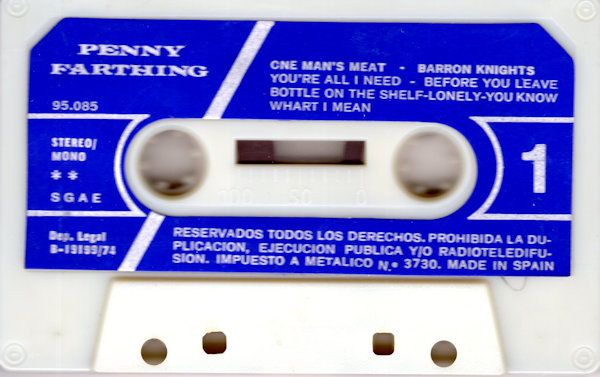 PENNY
FARTHING
95.085
CNE MAN'S MEAT - BARRON KNIGHTS
YOU'RE ALL I NEED - BEFORE YOU LEAVE
BOTTLE ON THE SHELF-LONELY-YOU KNOW
WHART I MEAN
STEREO/
MONO
**
SGAE
1
100 50 0
Dep. Legal
B-19199/74
RESERVADOS TODOS LOS DERECHOS. PROHIBIDA LA DU-
PLICACION, EJECUCION PUBLICA Y/O RADIOTELEDIFU-
SION. IMPUESTO A METALICO N.º 3730. MADE IN SPAIN